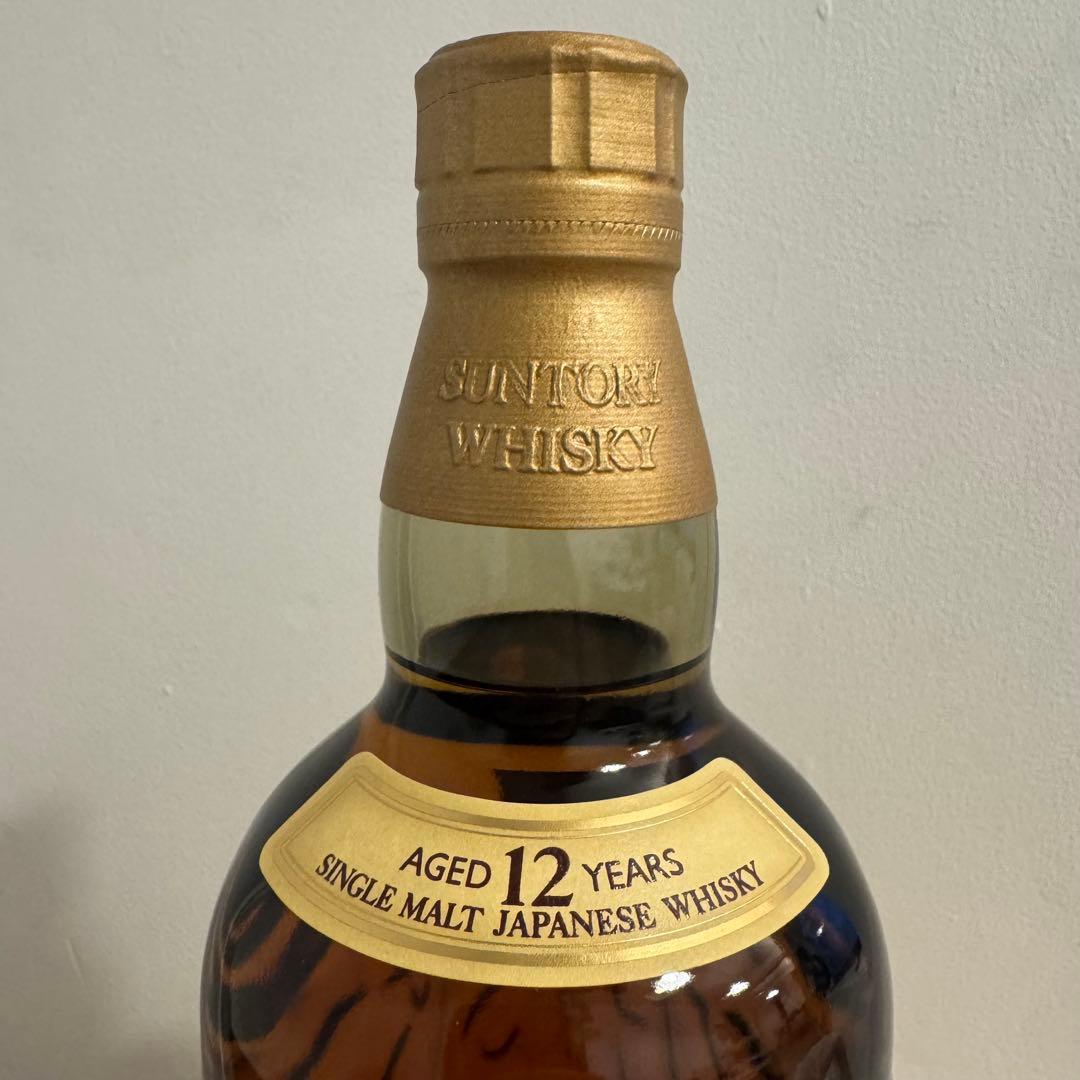 SUNTORY
WHISKY
AGED 12 YEARS
SINGLE MALT JAPANESE WHISKY